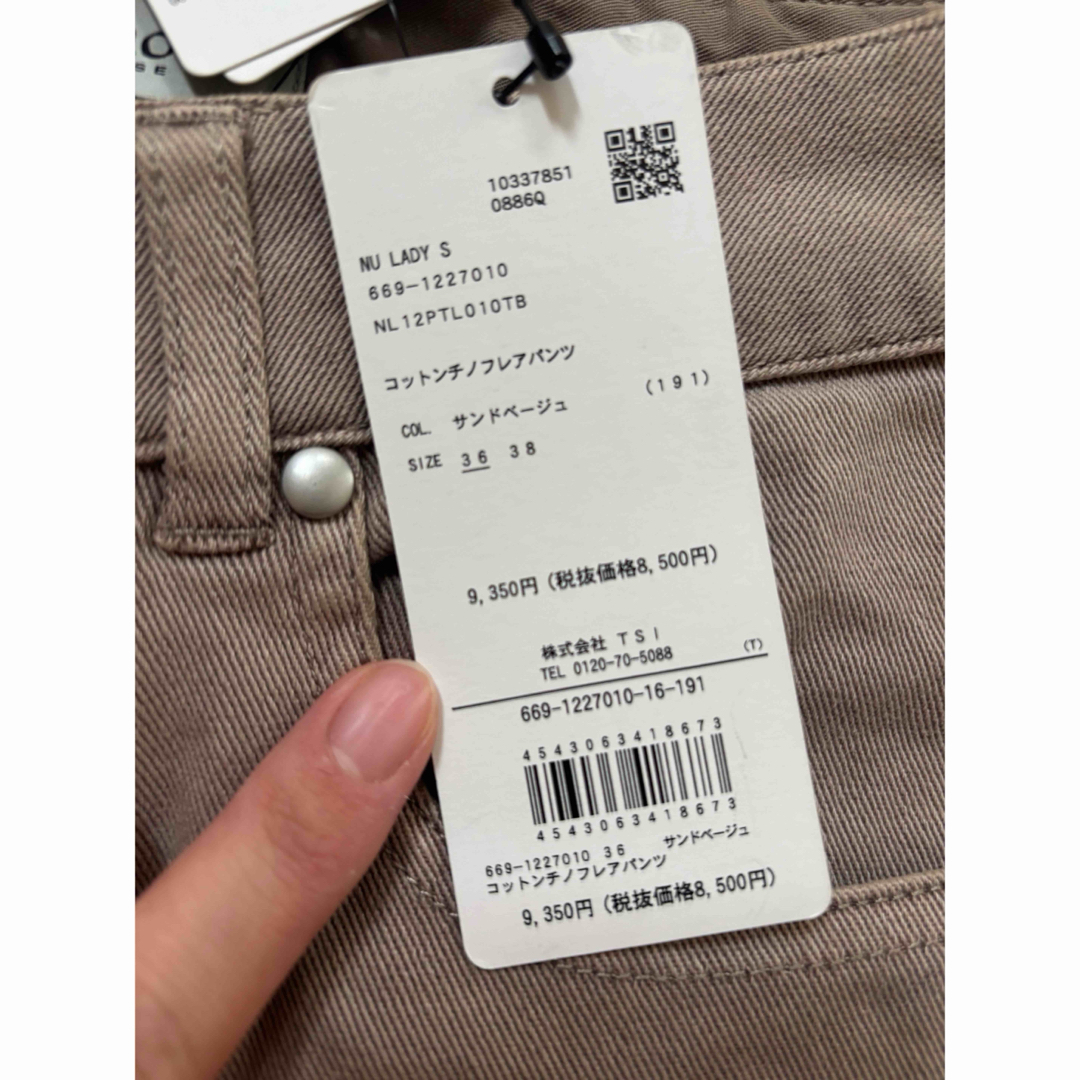 O
SE
10337851
0886Q
NU LADY S
669-1227010
NL12PTL010TB
コットンチノフレアパンツ
COL. サンドベージュ (191)
SIZE 36 38
9,350円(税抜価格8,500円)
株式会社 TSI
TEL 0120-70-5088 (T)
669-1227010-16-191
4543063418673
4543063418673
669-1227010 36 サンドベージュ
コットンチノフレアパンツ
9,350円(税抜価格8,500円)